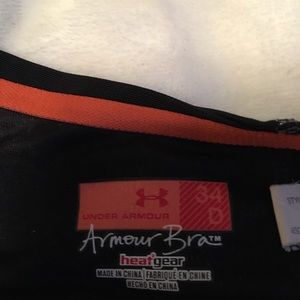 34
D
UNDER ARMOUR
Armour Bra™
heatgear
MADE IN CHINA | FABRIQUÉ EN CHINE
HECHO EN CHINA